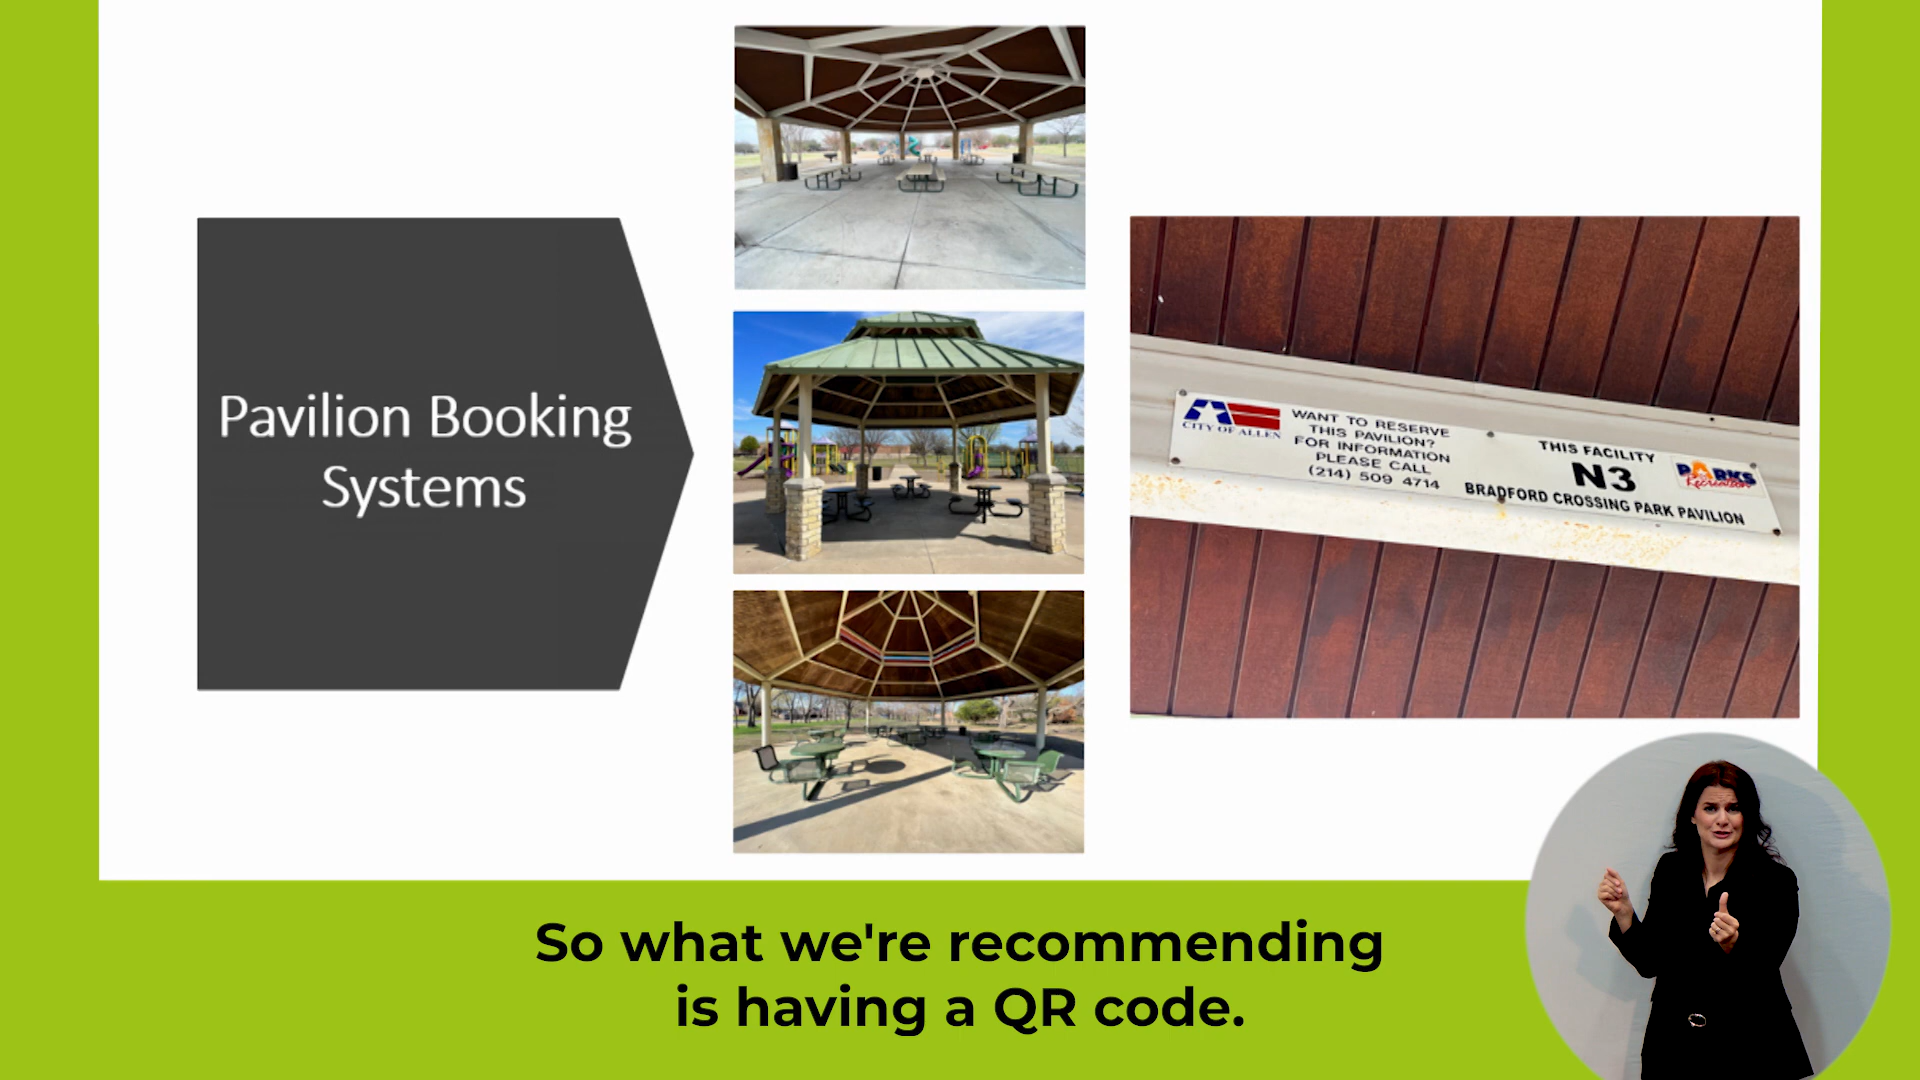 Pavilion Booking
Systems
CITY OF ALLEN
WANT TO RESERVE
THIS PAVILION?
FOR INFORMATION
PLEASE CALL
(214) 509 4714
THIS FACILITY
N3
BRADFORD CROSSING PARK PAVILION
PARKS
Recreation
So what we're recommending
is having a QR code.